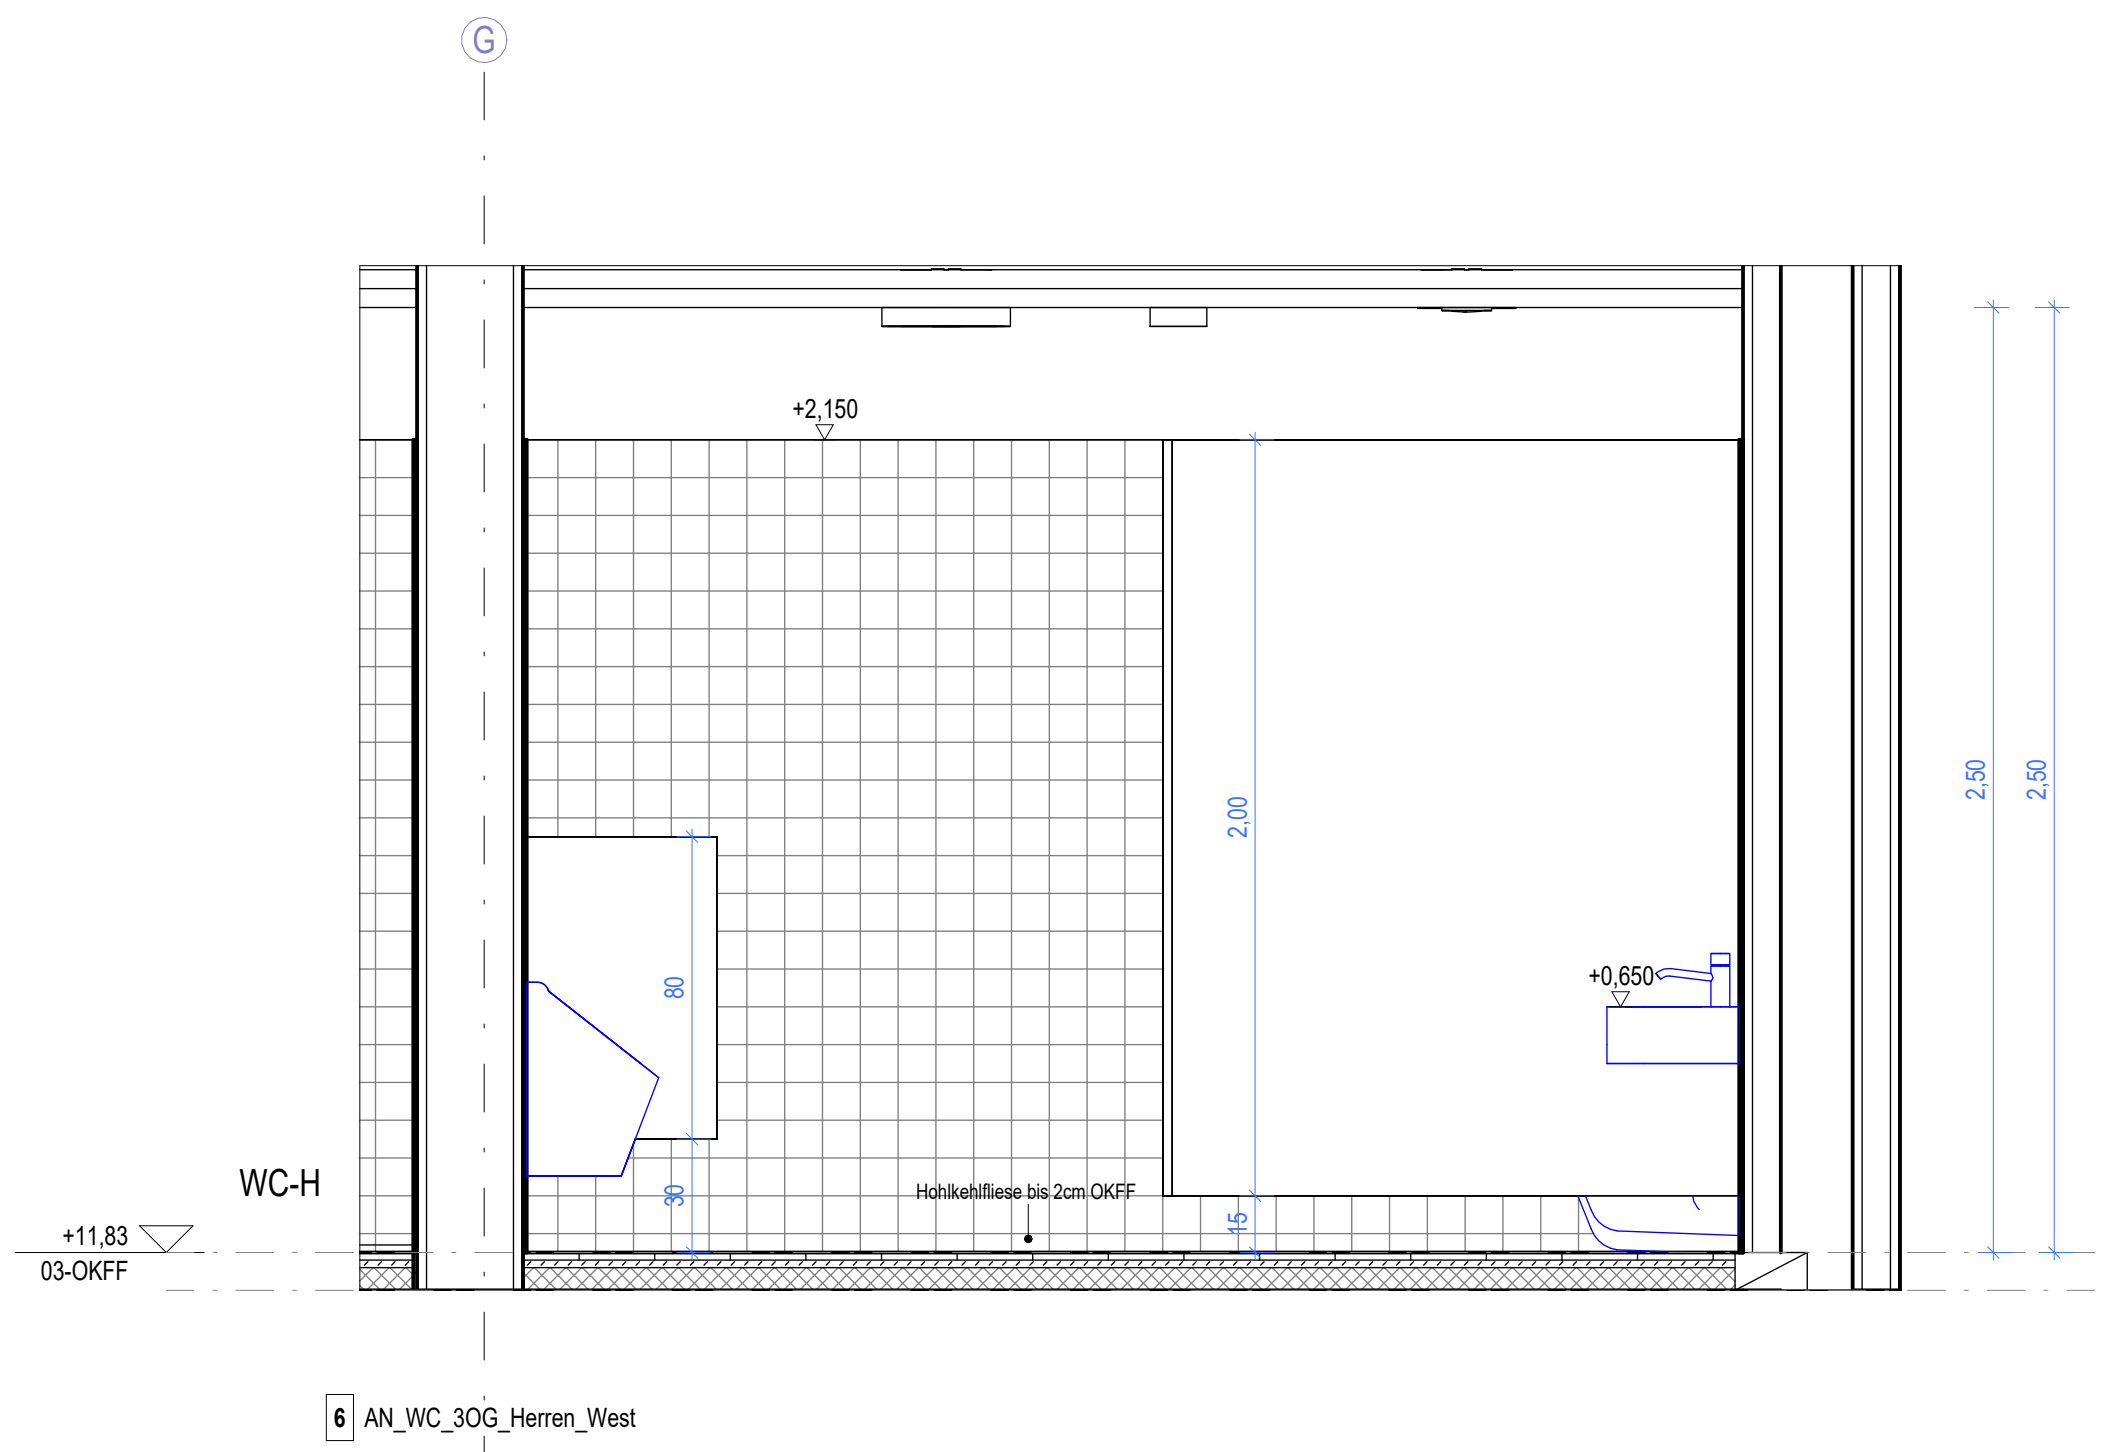 G
+2,150
2,50
2,50
2,00
80
+0,650
WC-H
30
Hohlkehlfliese bis 2cm OKFF
15
+11,83
03-OKFF
6 AN_WC_3OG_Herren_West